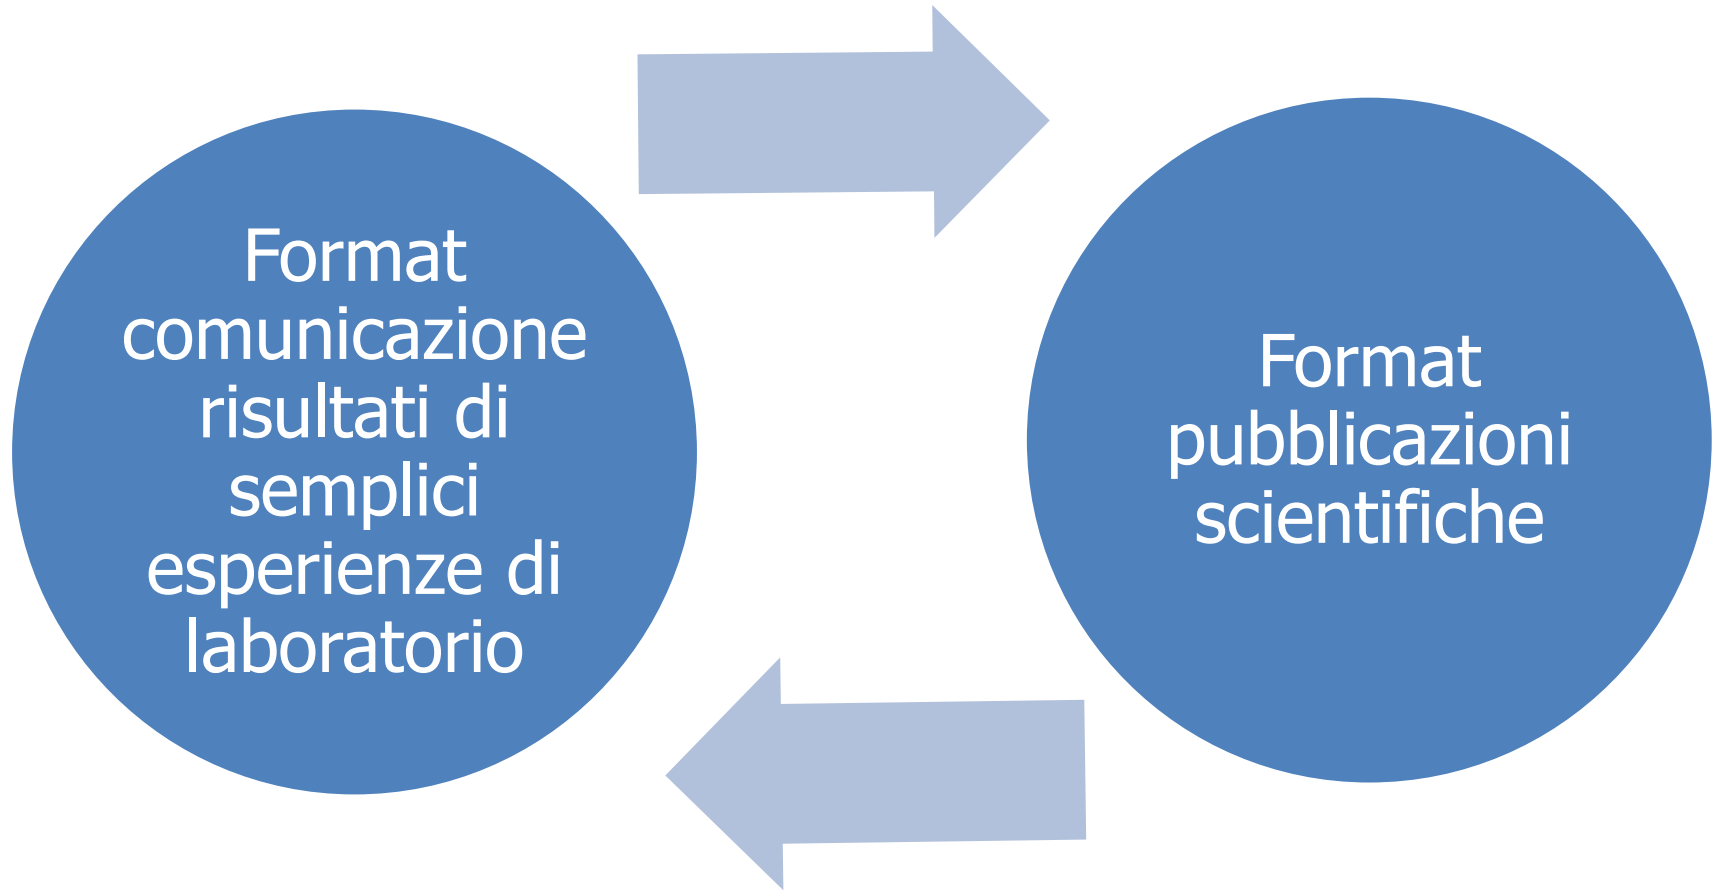 Format
comunicazione
risultati di
semplici
esperienze di
laboratorio
Format
pubblicazioni
scientifiche